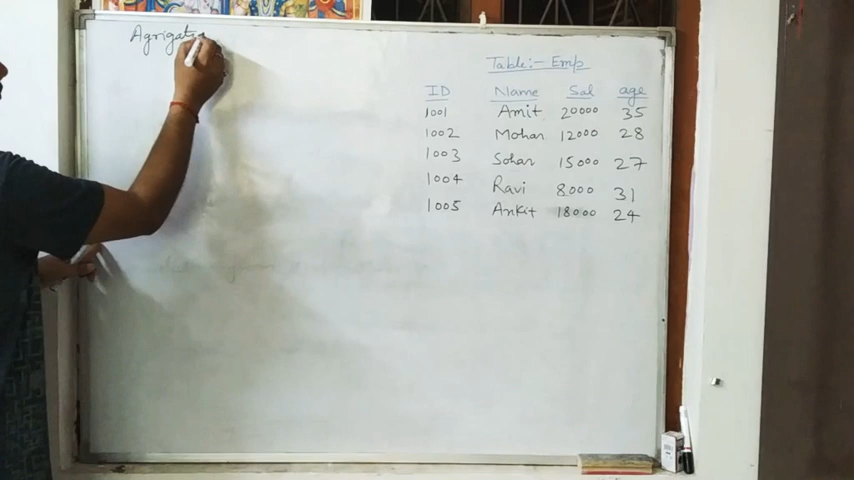 Agrigatio
Table:- Emp
ID Name Sal age
1001 Amit 20000 35
1002 Mohan 12000 28
1003 Sohan 15000 27
1004 Ravi 8000 31
1005 Ankit 18000 24